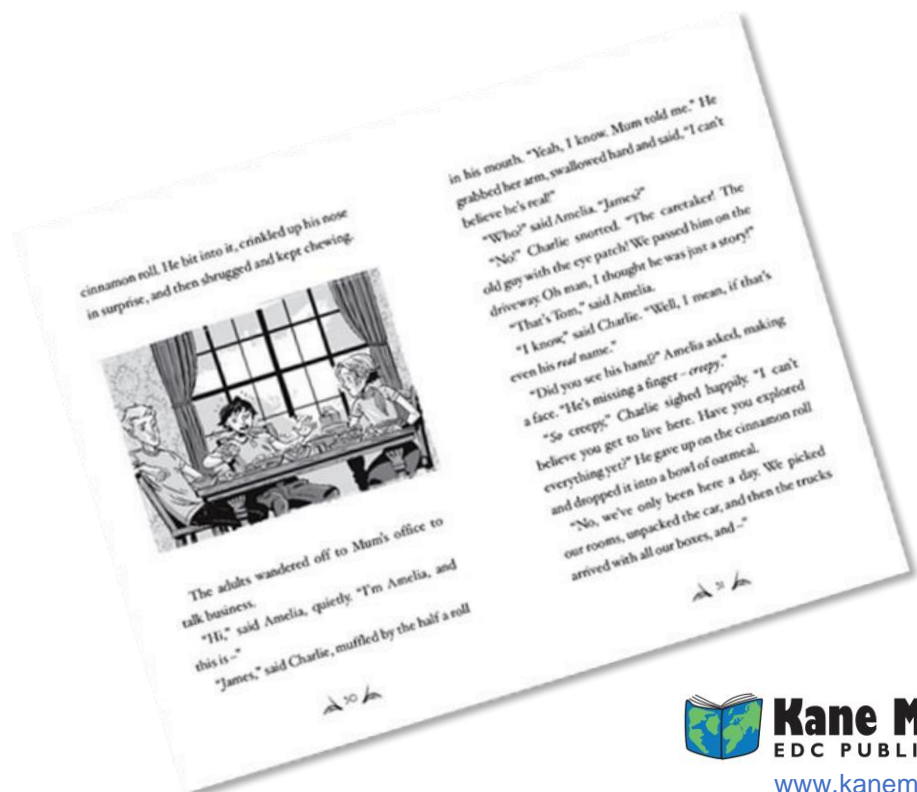 cinnamon roll. He bit into it, crinkled up his nose
in surprise, and then shrugged and kept chewing.
The adults wandered off to Mum's office to
talk business.
"Hi," said Amelia, quietly. "I'm Amelia, and
this is –"
"James," said Charlie, muffled by the half a roll
30
in his mouth. "Yeah, I know. Mum told me." He
grabbed her arm, swallowed hard and said, "I can't
believe he's real!"
"Who?" said Amelia. "James?"
"No!" Charlie snorted. "The caretaker! The
old guy with the eye patch! We passed him on the
driveway. Oh man, I thought he was just a story!"
"That's Tom," said Amelia.
"I know," said Charlie. "Well, I mean, if that's
even his real name."
"Did you see his hand?" Amelia asked, making
a face. "He's missing a finger – creepy."
"So creepy," Charlie sighed happily. "I can't
believe you get to live here. Have you explored
everything yet?" He gave up on the cinnamon roll
and dropped it into a bowl of oatmeal.
"No, we've only been here a day. We picked
our rooms, unpacked the car, and then the trucks
arrived with all our boxes, and –"
31
Kane M
EDC PUBLI
www.kanem